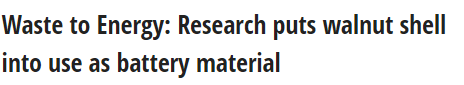 Waste to Energy: Research puts walnut shell
into use as battery material